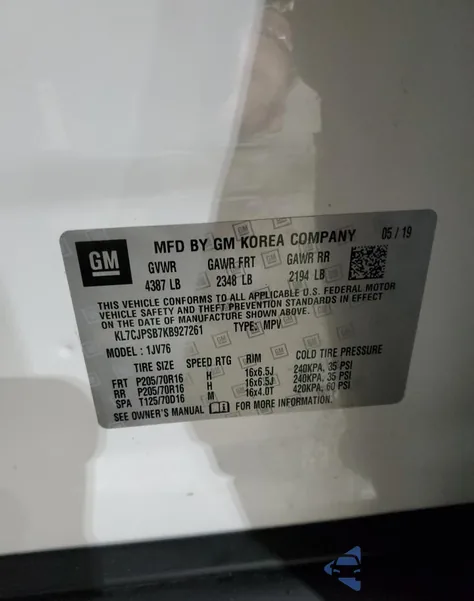 GM
MFD BY GM KOREA COMPANY 05 / 19
GVWR GAWR FRT GAWR RR
4387 LB 2348 LB 2194 LB
THIS VEHICLE CONFORMS TO ALL APPLICABLE U.S. FEDERAL MOTOR
VEHICLE SAFETY AND THEFT PREVENTION STANDARDS IN EFFECT
ON THE DATE OF MANUFACTURE SHOWN ABOVE.
KL7CJPSB7KB927261 TYPE: MPV
MODEL: 1JV76
TIRE SIZE SPEED RTG RIM COLD TIRE PRESSURE
FRT P205/70R16 H 16x6.5J 240KPA, 35 PSI
RR P205/70R16 H 16x6.5J 240KPA, 35 PSI
SPA T125/70D16 M 16x4.0T 420KPA, 60 PSI
SEE OWNER'S MANUAL FOR MORE INFORMATION.